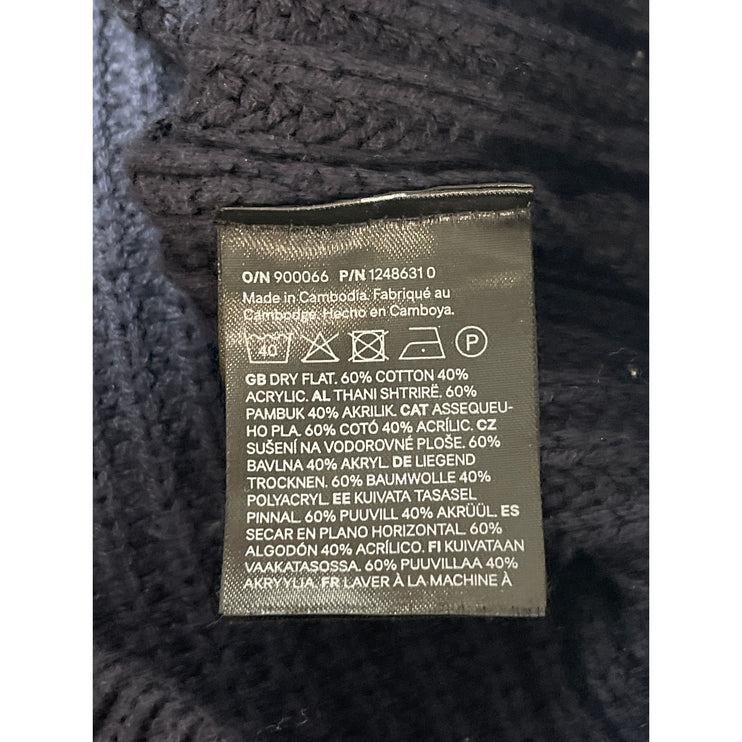 O/N 900066 P/N 1248631 0
Made in Cambodia. Fabriqué au
Cambodge. Hecho en Camboya.
40 P
GB DRY FLAT. 60% COTTON 40%
ACRYLIC. AL THANI SHTRIRË. 60%
PAMBUK 40% AKRILIK. CAT ASSEQUEU-
HO PLA. 60% COTÓ 40% ACRÍLIC. CZ
SUŠENÍ NA VODOROVNÉ PLOŠE. 60%
BAVLNA 40% AKRYL. DE LIEGEND
TROCKNEN. 60% BAUMWOLLE 40%
POLYACRYL. EE KUIVATA TASASEL
PINNAL. 60% PUUVILL 40% AKRÜÜL. ES
SECAR EN PLANO HORIZONTAL. 60%
ALGODÓN 40% ACRÍLICO. FI KUIVATAAN
VAAKATASOSSA. 60% PUUVILLAA 40%
AKRYYLIA. FR LAVER À LA MACHINE À